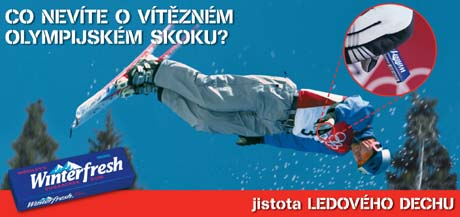 CO NEVÍTE O VÍTĚZNÉM
OLYMPIJSKÉM SKOKU?
Winterfresh
Winterfresh
jistota LEDOVÉHO DECHU